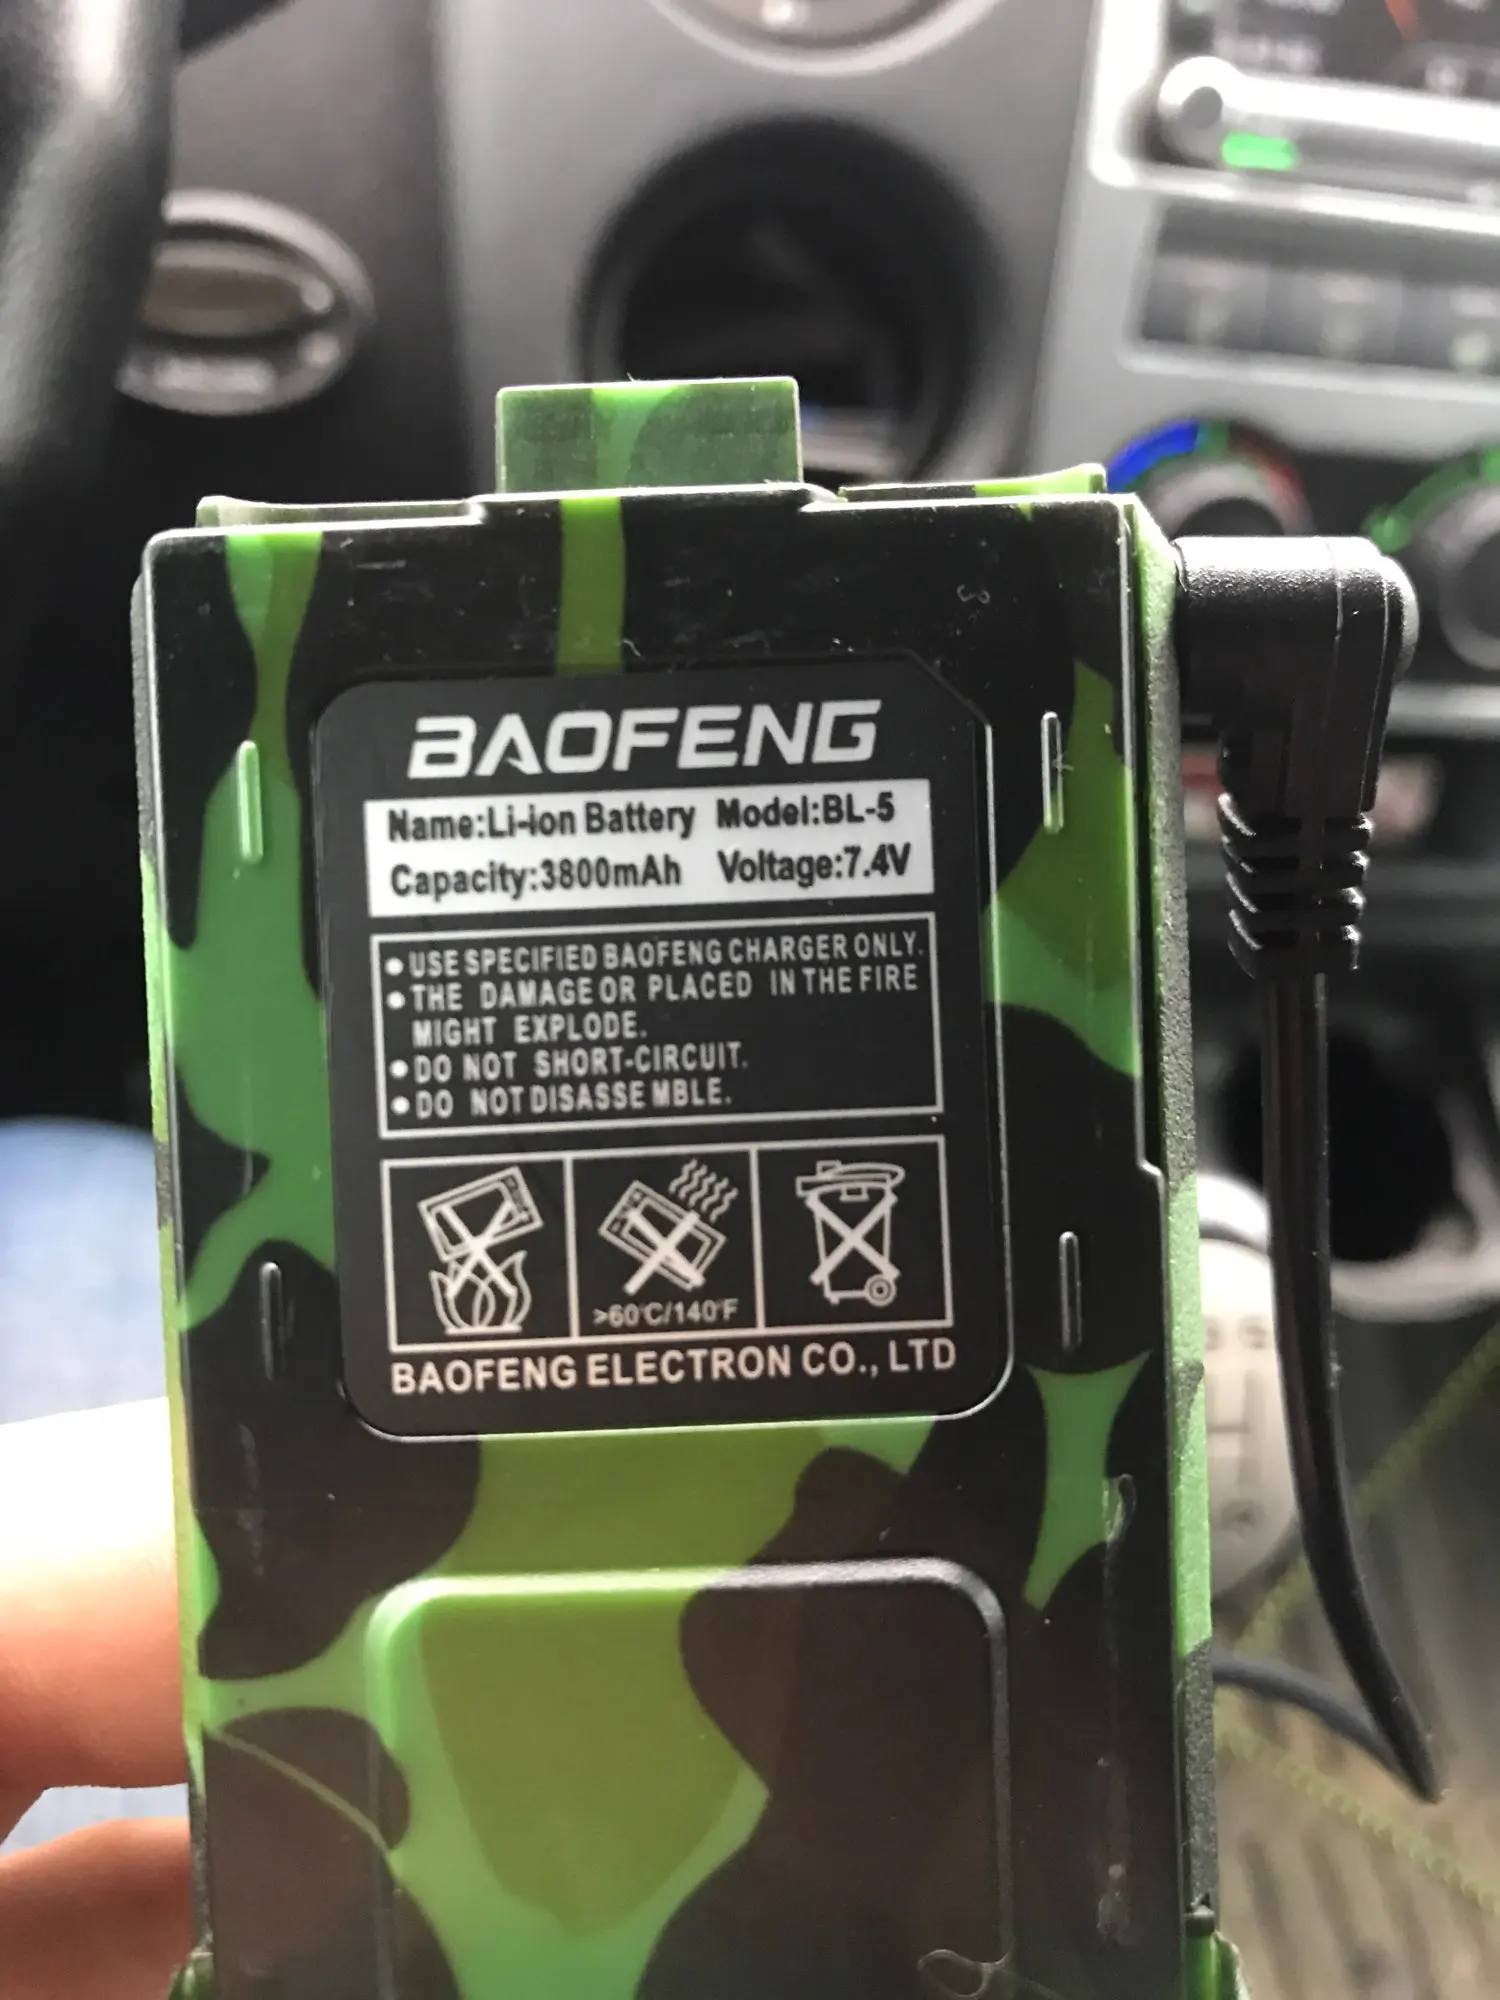 BAOFENG
Name:Li-ion Battery Model:BL-5
Capacity:3800mAh Voltage:7.4V
● USE SPECIFIED BAOFENG CHARGER ONLY.
● THE DAMAGE OR PLACED IN THE FIRE
MIGHT EXPLODE.
● DO NOT SHORT-CIRCUIT.
● DO NOT DISASSE MBLE.
>60℃/140℉
BAOFENG ELECTRON CO., LTD